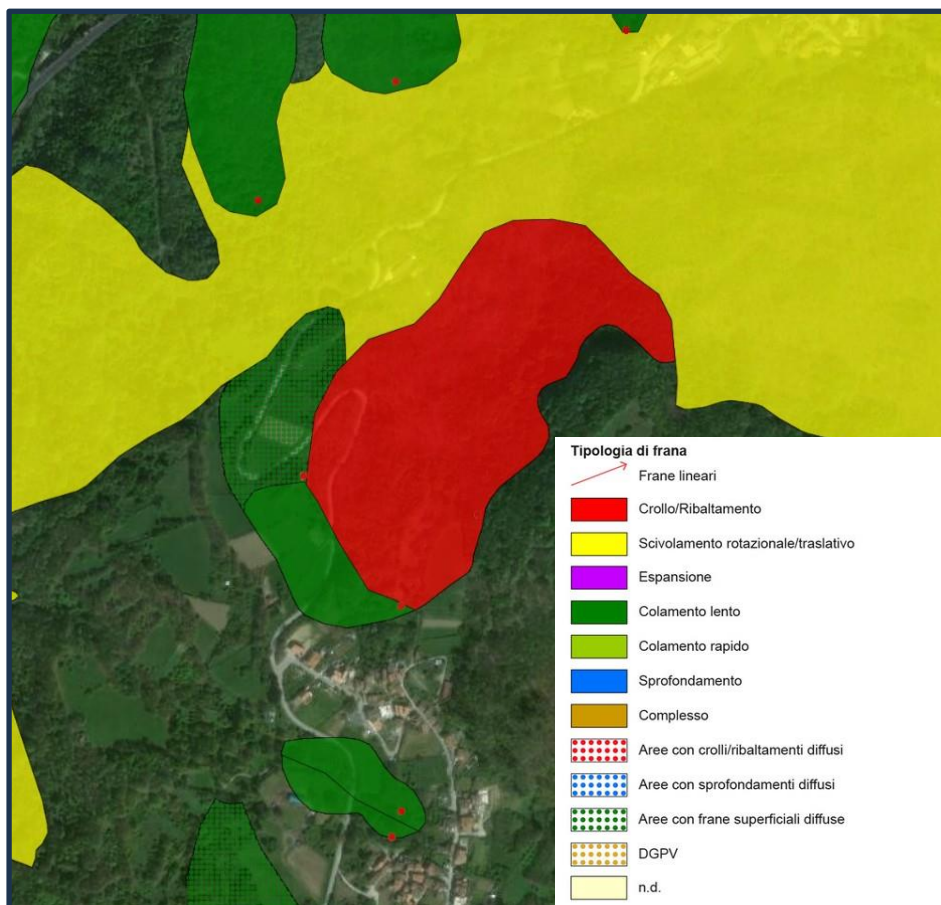 Tipologia di frana
Frane lineari
Crollo/Ribaltamento
Scivolamento rotazionale/traslativo
Espansione
Colamento lento
Colamento rapido
Sprofondamento
Complesso
Aree con crolli/ribaltamenti diffusi
Aree con sprofondamenti diffusi
Aree con frane superficiali diffuse
DGPV
n.d.